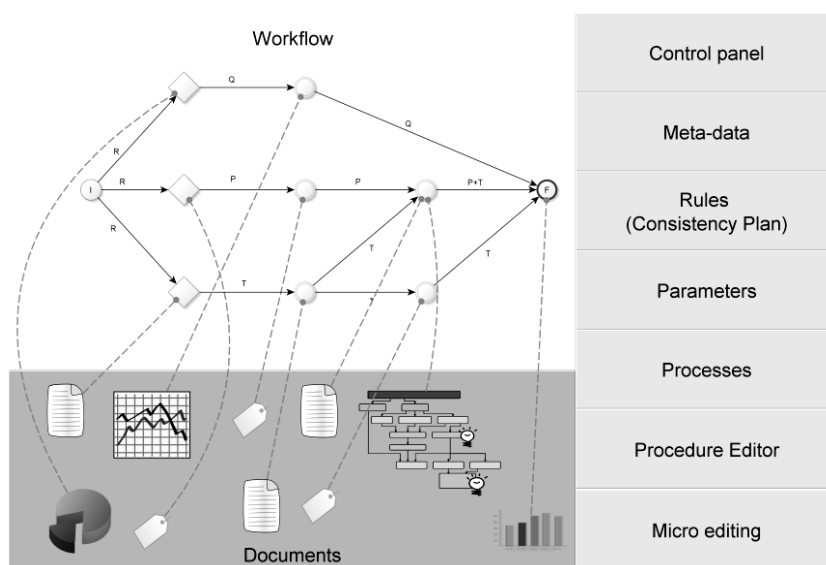 Workflow
Q
Q
R
I
R
P
P
P+T
F
R
T
T
T
T
Documents
Control panel
Meta-data
Rules
(Consistency Plan)
Parameters
Processes
Procedure Editor
Micro editing